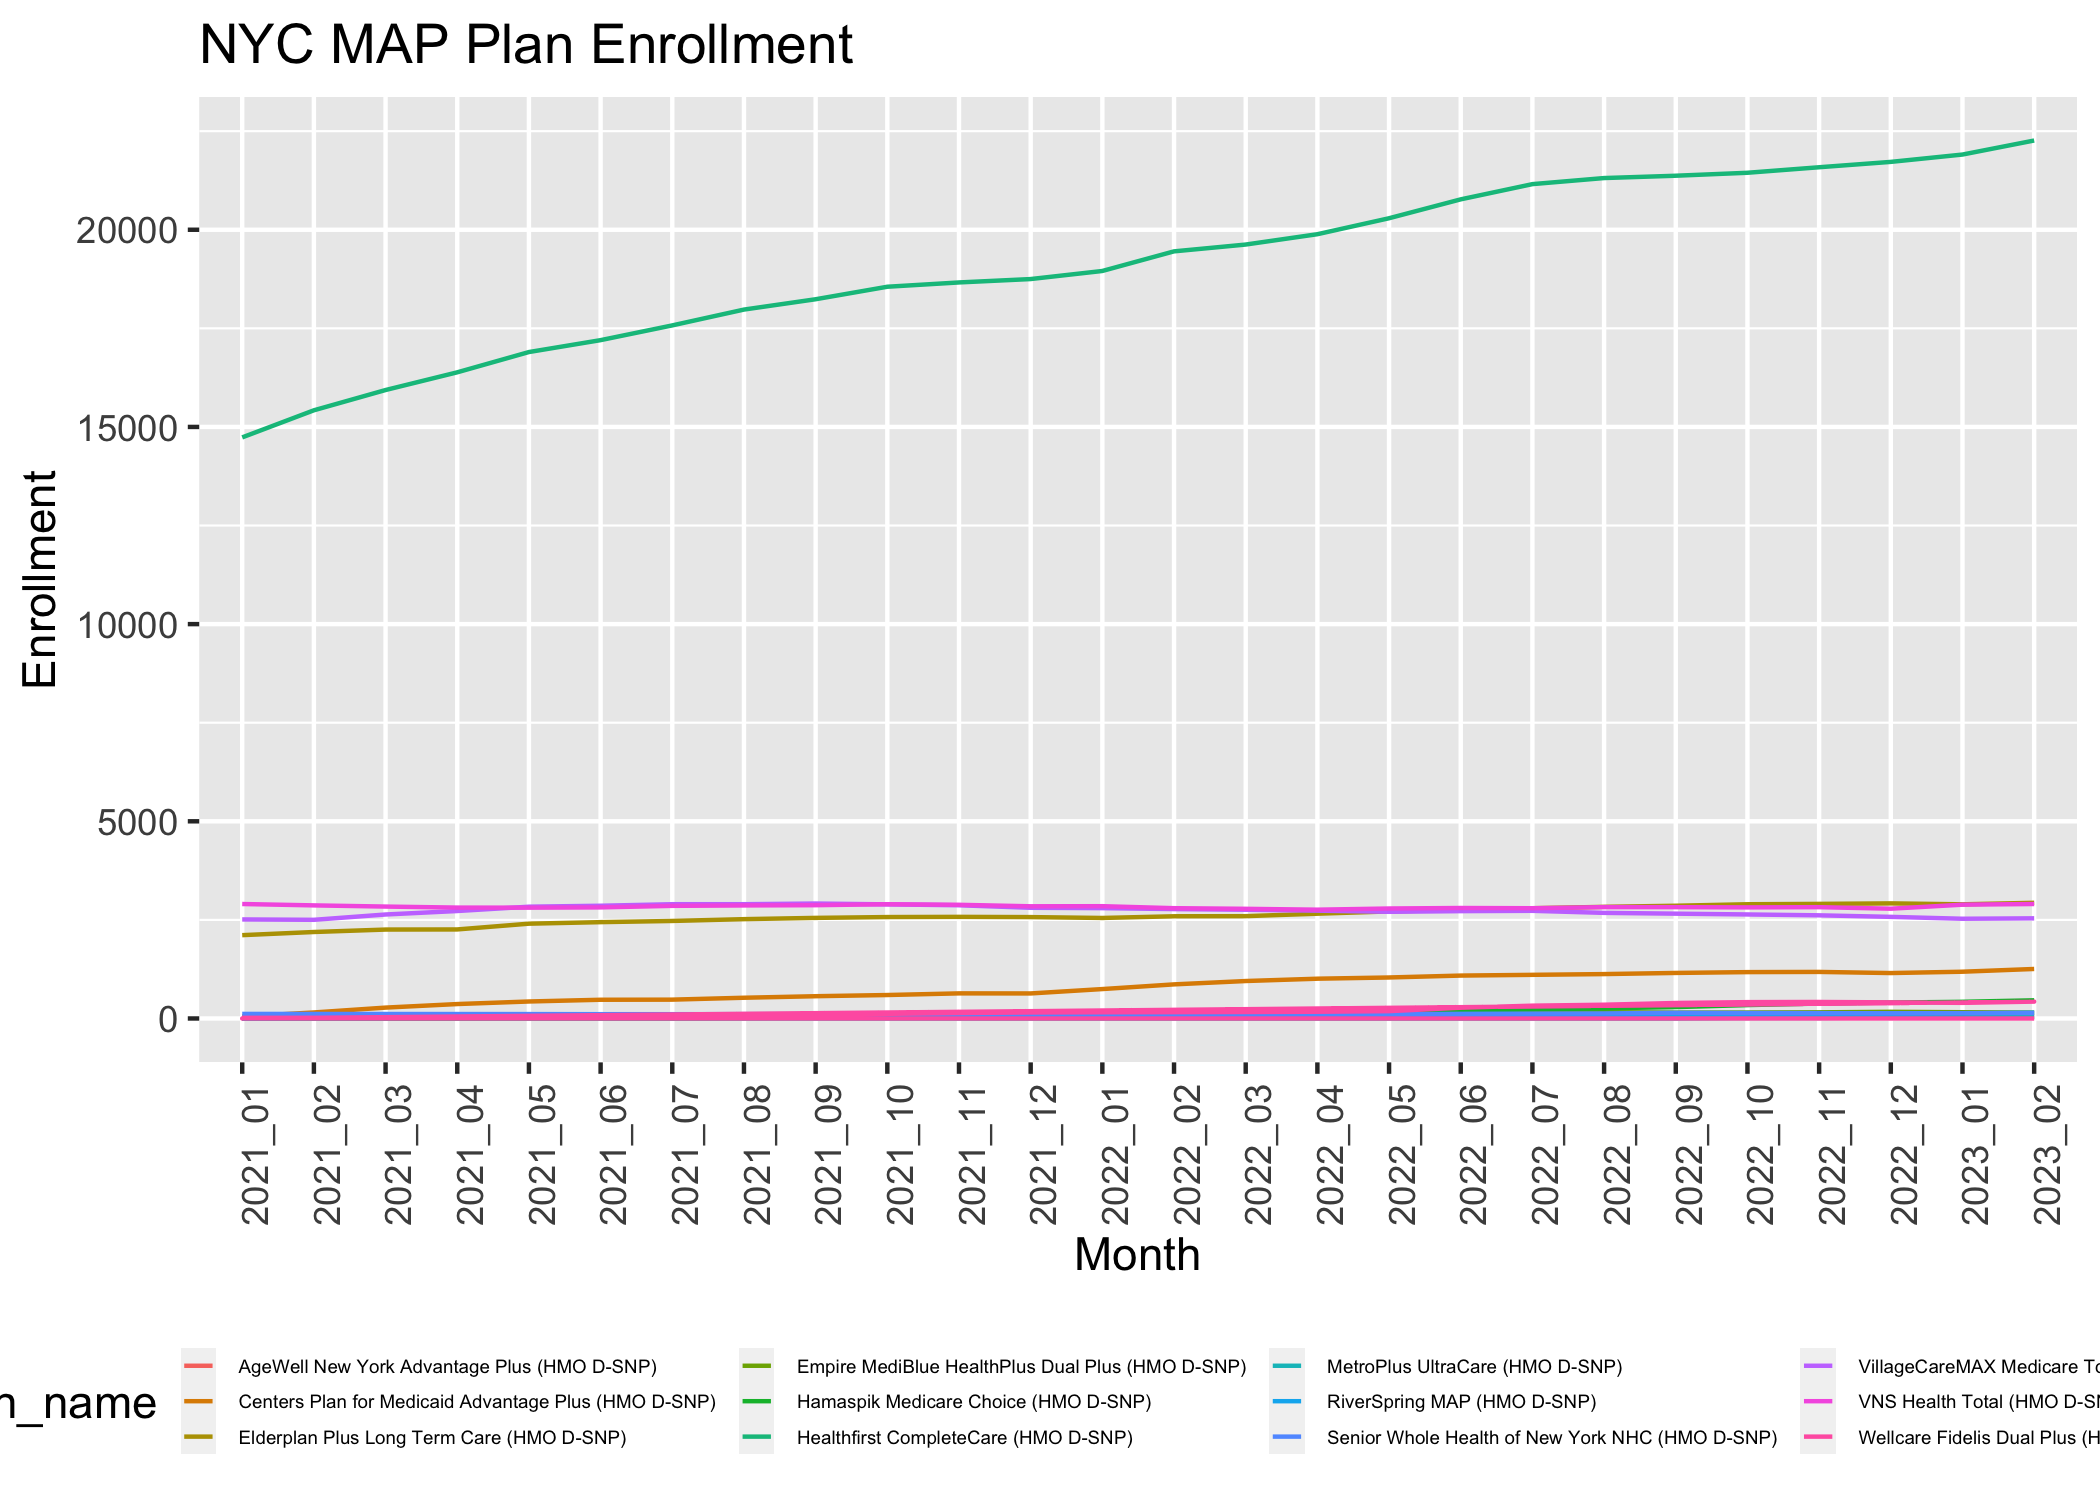 NYC MAP Plan Enrollment
Enrollment
20000
15000
10000
5000
0
2021_01
2021_02
2021_03
2021_04
2021_05
2021_06
2021_07
2021_08
2021_09
2021_10
2021_11
2021_12
2022_01
2022_02
2022_03
2022_04
2022_05
2022_06
2022_07
2022_08
2022_09
2022_10
2022_11
2022_12
2023_01
2023_02
Month
n_name
AgeWell New York Advantage Plus (HMO D-SNP)
Centers Plan for Medicaid Advantage Plus (HMO D-SNP)
Elderplan Plus Long Term Care (HMO D-SNP)
Empire MediBlue HealthPlus Dual Plus (HMO D-SNP)
Hamaspik Medicare Choice (HMO D-SNP)
Healthfirst CompleteCare (HMO D-SNP)
MetroPlus UltraCare (HMO D-SNP)
RiverSpring MAP (HMO D-SNP)
Senior Whole Health of New York NHC (HMO D-SNP)
VillageCareMAX Medicare To
VNS Health Total (HMO D-SN
Wellcare Fidelis Dual Plus (H